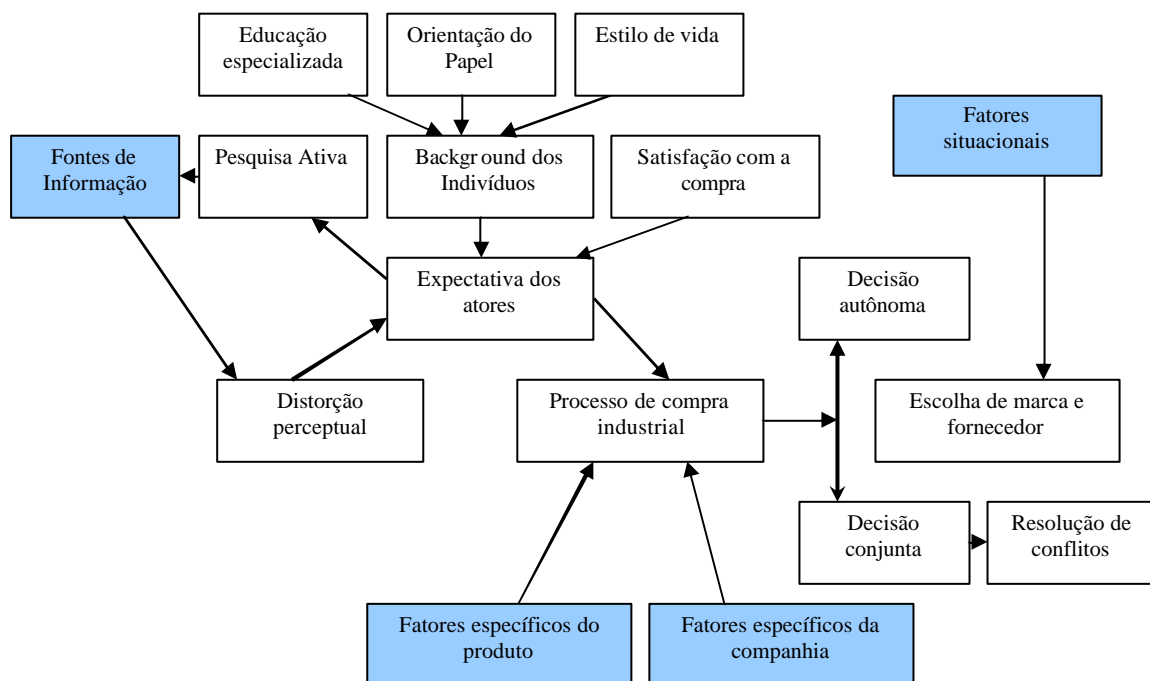 Educação
especializada
Orientação do
Papel
Estilo de vida
Fatores
situacionais
Fontes de
Informação
Pesquisa Ativa
Background dos
Indivíduos
Satisfação com a
compra
Expectativa dos
atores
Decisão
autônoma
Distorção
perceptual
Processo de compra
industrial
Escolha de marca e
fornecedor
Decisão
conjunta
Resolução de
conflitos
Fatores específicos do
produto
Fatores específicos da
companhia